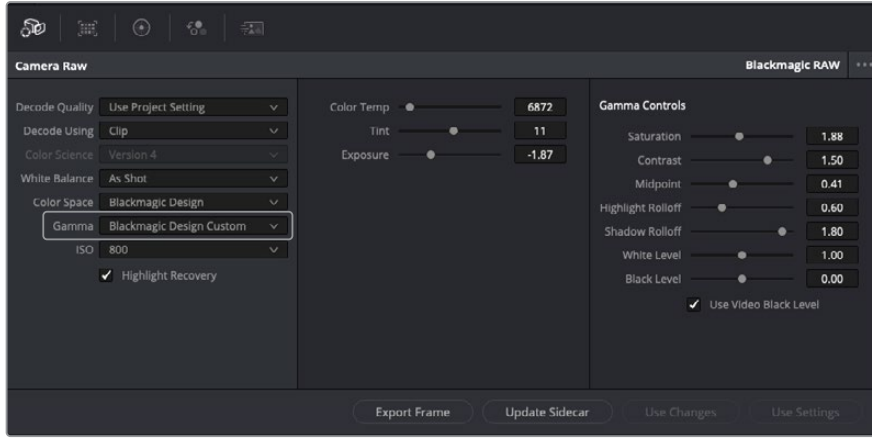 Camera Raw
Blackmagic RAW
Decode Quality Use Project Setting
Decode Using Clip
Color Science Version 4
White Balance As Shot
Color Space Blackmagic Design
Gamma Blackmagic Design Custom
ISO 800
Highlight Recovery
Color Temp 6872
Tint 11
Exposure -1.87
Gamma Controls
Saturation 1.88
Contrast 1.50
Midpoint 0.41
Highlight Rolloff 0.60
Shadow Rolloff 1.80
White Level 1.00
Black Level 0.00
Use Video Black Level
Export Frame Update Sidecar Use Changes Use Settings